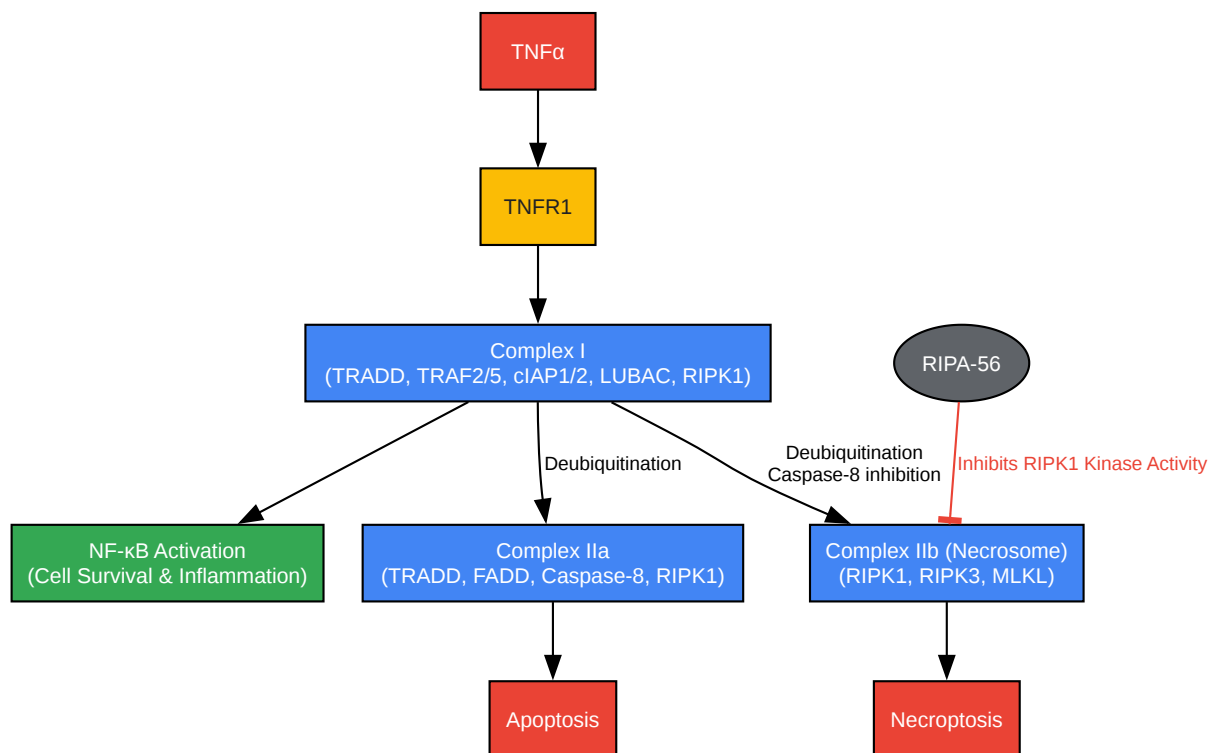 TNFα
TNFR1
Complex I
(TRADD, TRAF2/5, cIAP1/2, LUBAC, RIPK1)
RIPA-56
Deubiquitination
Deubiquitination
Caspase-8 inhibition
Inhibits RIPK1 Kinase Activity
NF-κB Activation
(Cell Survival & Inflammation)
Complex IIa
(TRADD, FADD, Caspase-8, RIPK1)
Complex IIb (Necrosome)
(RIPK1, RIPK3, MLKL)
Apoptosis
Necroptosis